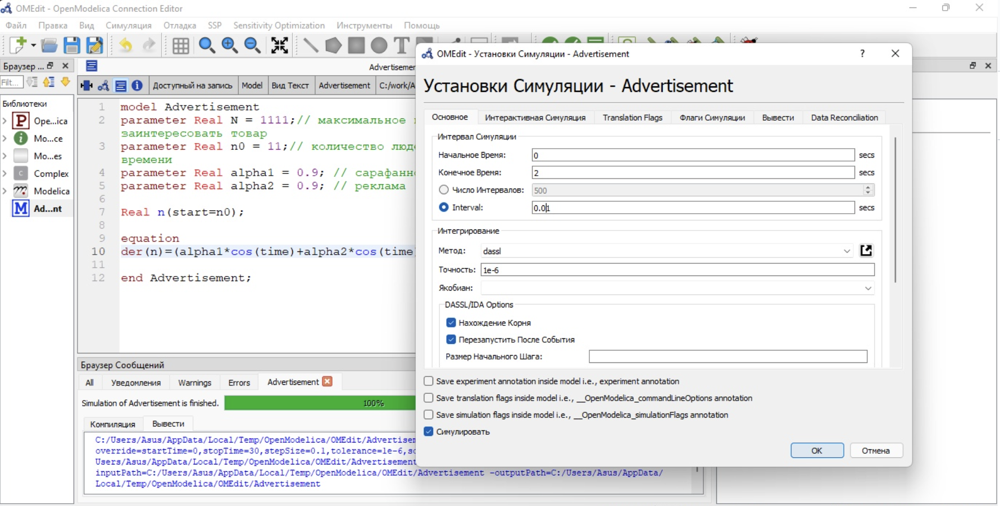 OMEdit - OpenModelica Connection Editor
Файл Правка Вид Симуляция Отладка SSP Sensitivity Optimization Инструменты Помощь
Браузер ...
Filt...
Библиотеки
P Ope...ica
i Mo...ce
Mo...es
C Complex
Modelica
M Ad...nt
Advertisemen
Доступный на запись Model Вид Текст Advertisement C:/work/A
1 model Advertisement
2 parameter Real N = 1111;// максимальное
заинтересовать товар
3 parameter Real n0 = 11;// количество люд
времени
4 parameter Real alpha1 = 0.9; // сарафанн
5 parameter Real alpha2 = 0.9; // реклама
6
7 Real n(start=n0);
8
9 equation
10 der(n)=(alpha1*cos(time)+alpha2*cos(time
11
12 end Advertisement;
Браузер Сообщений
All Уведомления Warnings Errors Advertisement
Simulation of Advertisement is finished. 100%
Компиляция Вывести
C:/Users/Asus/AppData/Local/Temp/OpenModelica/OMEdit/Advertisem
override=startTime=0,stopTime=30,stepSize=0.1,tolerance=1e-6,so
Users/Asus/AppData/Local/Temp/OpenModelica/OMEdit/Advertisement
inputPath=C:/Users/Asus/AppData/Local/Temp/OpenModelica/OMEdit/Advertisement -outputPath=C:/Users/Asus/AppData/
Local/Temp/OpenModelica/OMEdit/Advertisement
OMEdit - Установки Симуляции - Advertisement ?
Установки Симуляции - Advertisement
Основное Интерактивная Симуляция Translation Flags Флаги Симуляции Вывести Data Reconciliation
Интервал Симуляции
Начальное Время: 0 secs
Конечное Время: 2 secs
Число Интервалов: 500
Interval: 0.01 secs
Интегрирование
Метод: dassl
Точность: 1e-6
Якобиан:
DASSL/IDA Options
Нахождение Корня
Перезапустить После События
Размер Начального Шага:
Save experiment annotation inside model i.e., experiment annotation
Save translation flags inside model i.e., __OpenModelica_commandLineOptions annotation
Save simulation flags inside model i.e., __OpenModelica_simulationFlags annotation
Симулировать
OK Отмена